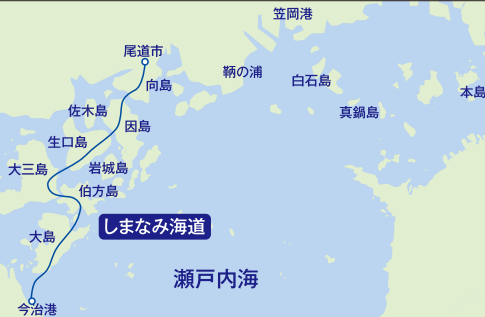 笠岡港
尾道市
鞆の浦
白石島
向島
本島
佐木島
真鍋島
因島
生口島
大三島
岩城島
伯方島
しまなみ海道
大島
瀬戸内海
今治港